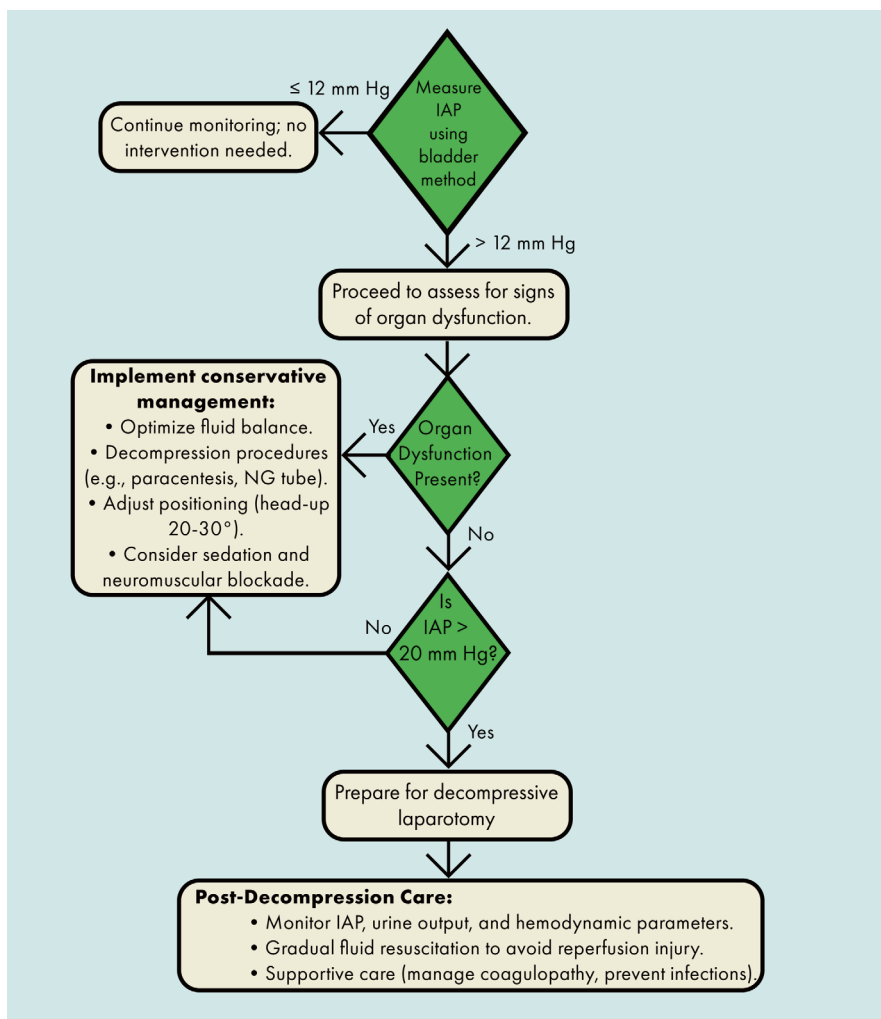 ≤ 12 mm Hg
Measure
IAP
using
bladder
method
Continue monitoring; no
intervention needed.
> 12 mm Hg
Proceed to assess for signs
of organ dysfunction.
Implement conservative
management:
• Optimize fluid balance.
• Decompression procedures
(e.g., paracentesis, NG tube).
• Adjust positioning (head-up
20-30°).
• Consider sedation and
neuromuscular blockade.
Yes
Organ
Dysfunction
Present?
No
Is
IAP >
20 mm Hg?
No
Yes
Prepare for decompressive
laparotomy
Post-Decompression Care:
• Monitor IAP, urine output, and hemodynamic parameters.
• Gradual fluid resuscitation to avoid reperfusion injury.
• Supportive care (manage coagulopathy, prevent infections).